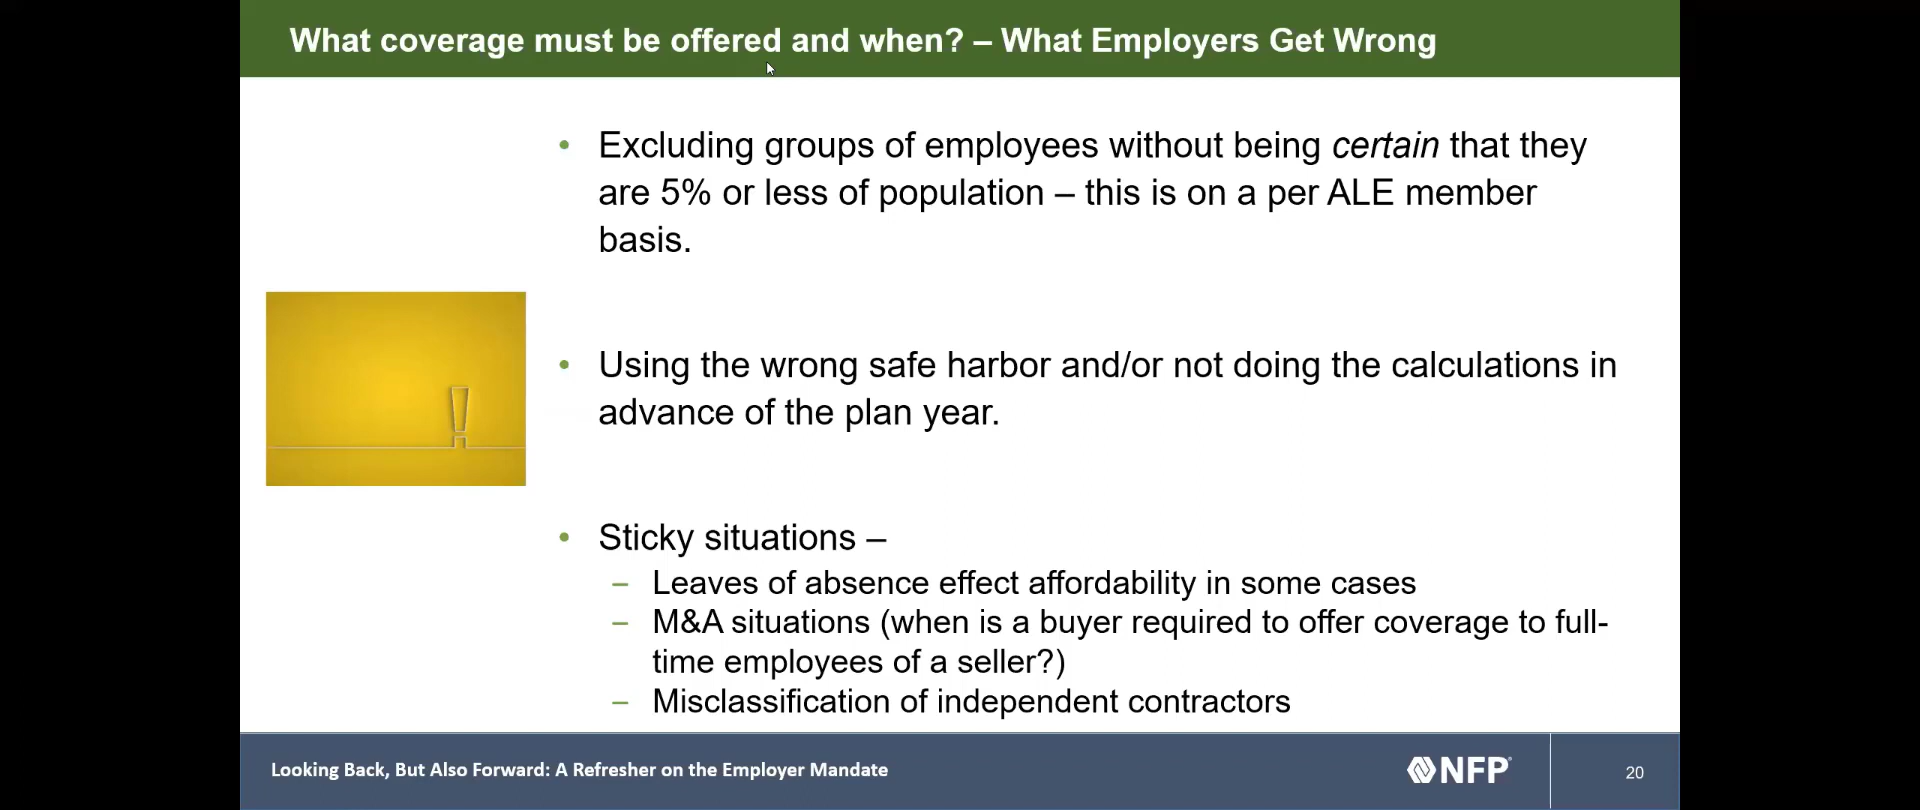 What coverage must be offered and when? – What Employers Get Wrong
• Excluding groups of employees without being certain that they
are 5% or less of population – this is on a per ALE member
basis.
• Using the wrong safe harbor and/or not doing the calculations in
advance of the plan year.
!
• Sticky situations –
– Leaves of absence effect affordability in some cases
– M&A situations (when is a buyer required to offer coverage to full-
time employees of a seller?)
– Misclassification of independent contractors
Looking Back, But Also Forward: A Refresher on the Employer Mandate
NFP
20